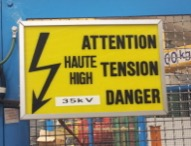 ATTENTION
HAUTE TENSION
HIGH
35kV DANGER